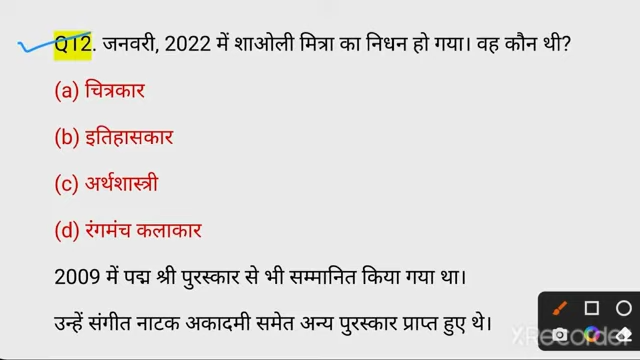 Q12. जनवरी, 2022 में शाओली मित्रा का निधन हो गया। वह कौन थी?
(a) चित्रकार
(b) इतिहासकार
(c) अर्थशास्त्री
(d) रंगमंच कलाकार
2009 में पद्म श्री पुरस्कार से भी सम्मानित किया गया था।
उन्हें संगीत नाटक अकादमी समेत अन्य पुरस्कार प्राप्त हुए थे।
XRecorder